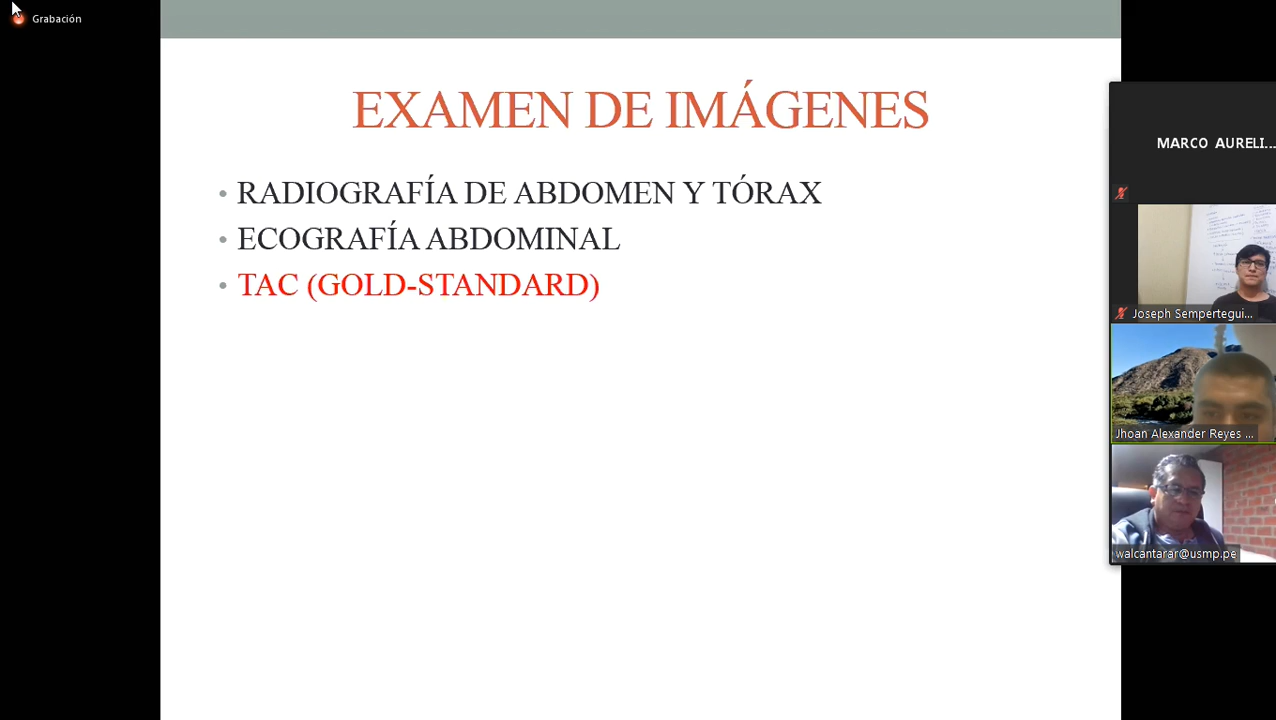 Grabación
EXAMEN DE IMÁGENES
• RADIOGRAFÍA DE ABDOMEN Y TÓRAX
• ECOGRAFÍA ABDOMINAL
• TAC (GOLD-STANDARD)
MARCO AURELI...
Joseph Sempertegui...
Jhoan Alexander Reyes ...
walcantarar@usmp.pe